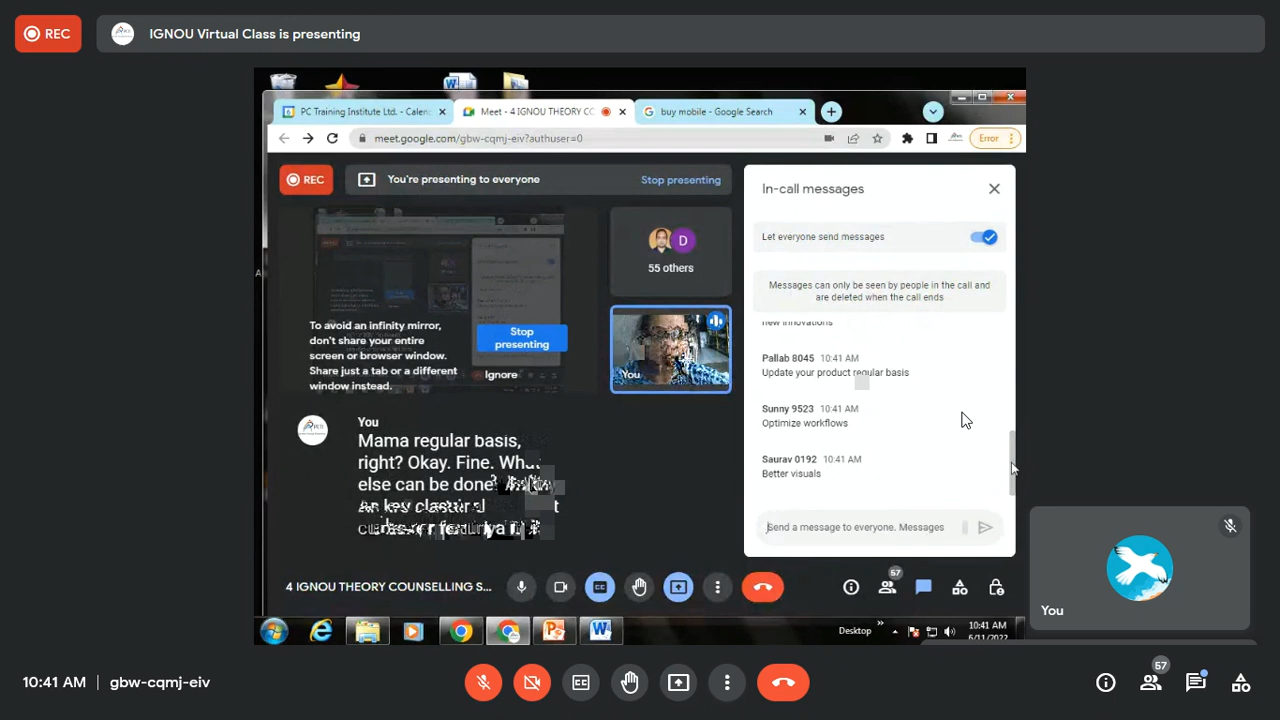 REC
IGNOU Virtual Class is presenting
PC Training Institute Ltd. - Calen
Meet - 4 IGNOU THEORY CO
buy mobile - Google Search
meet.google.com/gbw-cqmj-eiv?authuser=0
Error
REC
You're presenting to everyone
Stop presenting
To avoid an infinity mirror,
don't share your entire
screen or browser window.
Share just a tab or a different
window instead.
Stop
presenting
Ignore
D
55 others
You
In-call messages
Let everyone send messages
Messages can only be seen by people in the call and
are deleted when the call ends
new innovations
Pallab 8045 10:41 AM
Update your product regular basis
Sunny 9523 10:41 AM
Optimize workflows
Saurav 0192 10:41 AM
Better visuals
Send a message to everyone. Messages
You
Mama regular basis,
right? Okay. Fine. What
else can be done
4 IGNOU THEORY COUNSELLING S...
57
Desktop
10:41 AM
6/11/2022
You
10:41 AM | gbw-cqmj-eiv
57